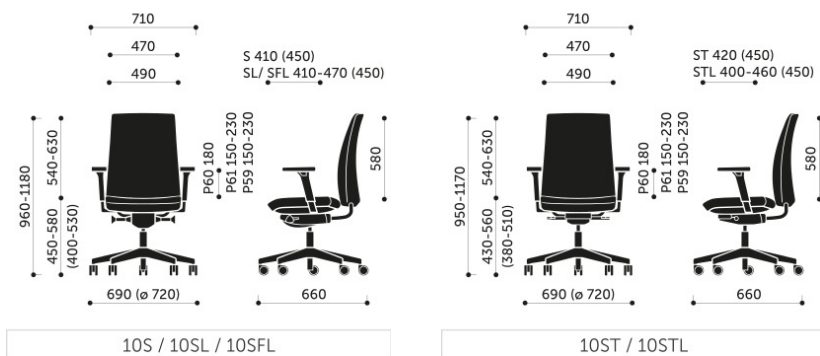 710
470
490
S 410 (450)
SL/ SFL 410-470 (450)
960-1180
540-630
450-580
(400-530)
P60 180
P61 150-230
P59 150-230
580
690 (ø 720)
660
10S / 10SL / 10SFL
710
470
490
ST 420 (450)
STL 400-460 (450)
950-1170
540-630
430-560
(380-510)
P60 180
P61 150-230
P59 150-230
580
690 (ø 720)
660
10ST / 10STL